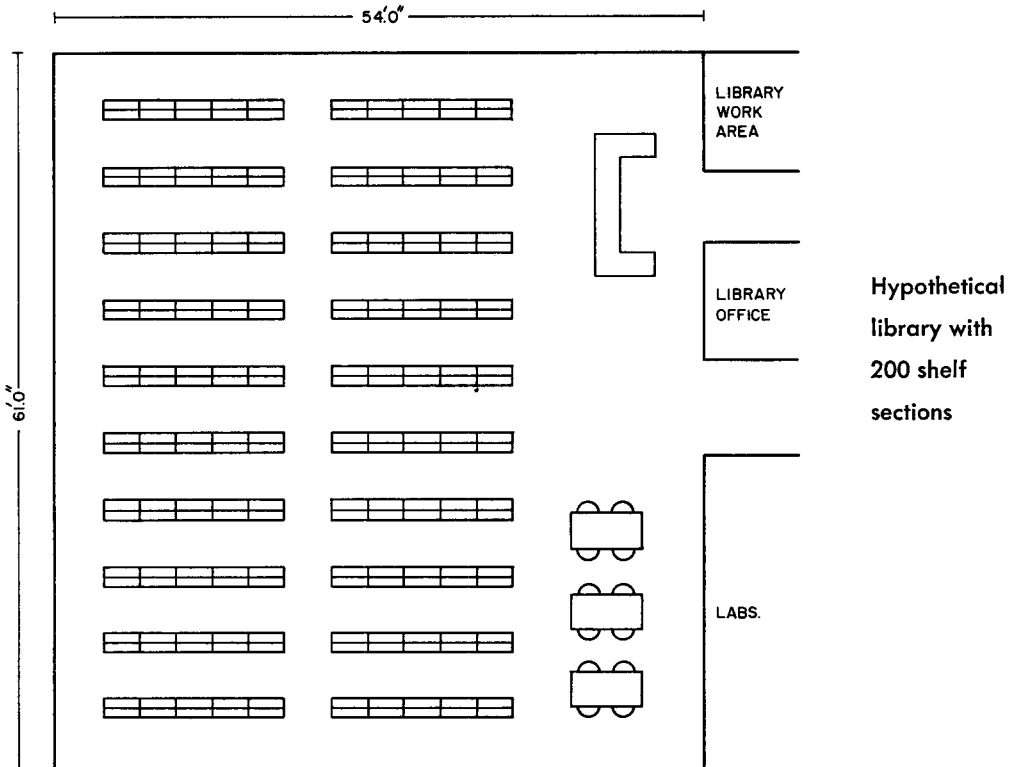 54'.0"
LIBRARY
WORK
AREA
LIBRARY
OFFICE
Hypothetical
library with
200 shelf
sections
61'.0"
LABS.